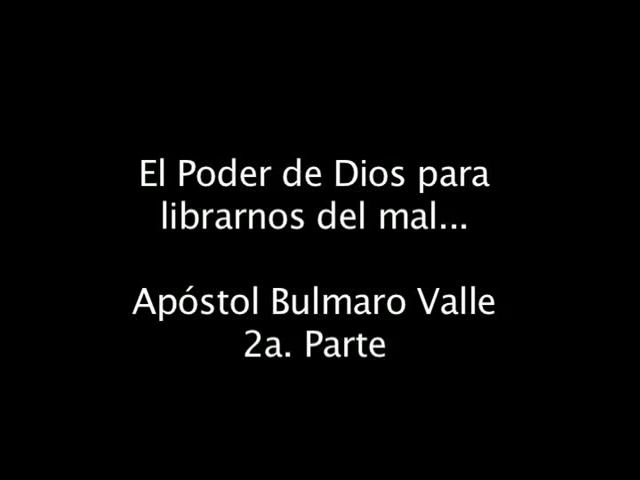 El Poder de Dios para
librarnos del mal...
Apóstol Bulmaro Valle
2a. Parte